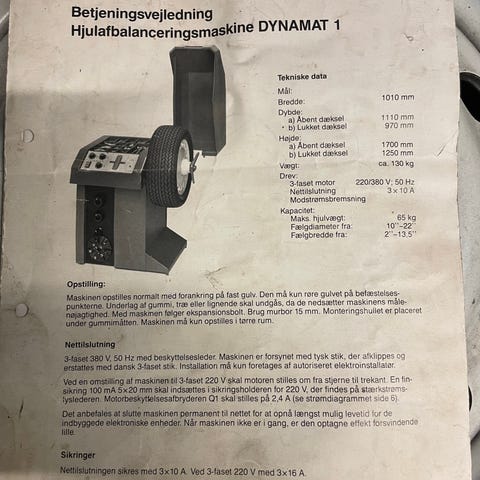 Betjeningsvejledning
Hjulafbalanceringsmaskine DYNAMAT 1
Tekniske data
Mål:
Bredde: 1010 mm
Dybde:
a) Åbent dæksel 1110 mm
b) Lukket dæksel 970 mm
Højde:
a) Åbent dæksel 1700 mm
b) Lukket dæksel 1250 mm
Vægt: ca. 130 kg
Drev:
3-faset motor 220/380 V; 50 Hz
Nettilslutning 3×10 A
Modstrømsbremsning
Kapacitet:
Maks. hjulvægt: 65 kg
Fælgdiameter fra: 10"–22"
Fælgbredde fra: 2"–13,5"
Opstilling:
Maskinen opstilles normalt med forankring på fast gulv. Den må kun røre gulvet på befæstelses-
punkterne. Underlag af gummi, træ eller lignende skal undgås, da de nedsætter maskinens måle-
nøjagtighed. Med maskinen følger ekspansionsbolt. Brug murbor 15 mm. Monteringshullet er placeret
under gummimåtten. Maskinen må kun opstilles i tørre rum.
Nettilslutning
3-faset 380 V, 50 Hz med beskyttelsesleder. Maskinen er forsynet med tysk stik, der afklippes og
erstattes med dansk 3-faset stik. Installation må kun foretages af autoriseret elektroinstallatør.
Ved en omstilling af maskinen til 3-faset 220 V skal motoren stilles om fra stjerne til trekant. En fin-
sikring 100 mA 5×20 mm skal indsættes i sikringsholderen for 220 V, der findes på stærkstrøms-
lyslederen. Motorbeskyttelsesafbryderen Q1 skal stilles på 2,4 A (se strømdiagrammet side 6).
Det anbefales at slutte maskinen permanent til nettet for at opnå længst mulig levetid for de
indbyggede elektroniske enheder. Når maskinen ikke er i gang, er den optagne effekt forsvindende
lille.
Sikringer
Nettilslutningen sikres med 3×10 A. Ved 3-faset 220 V med 3×16 A.